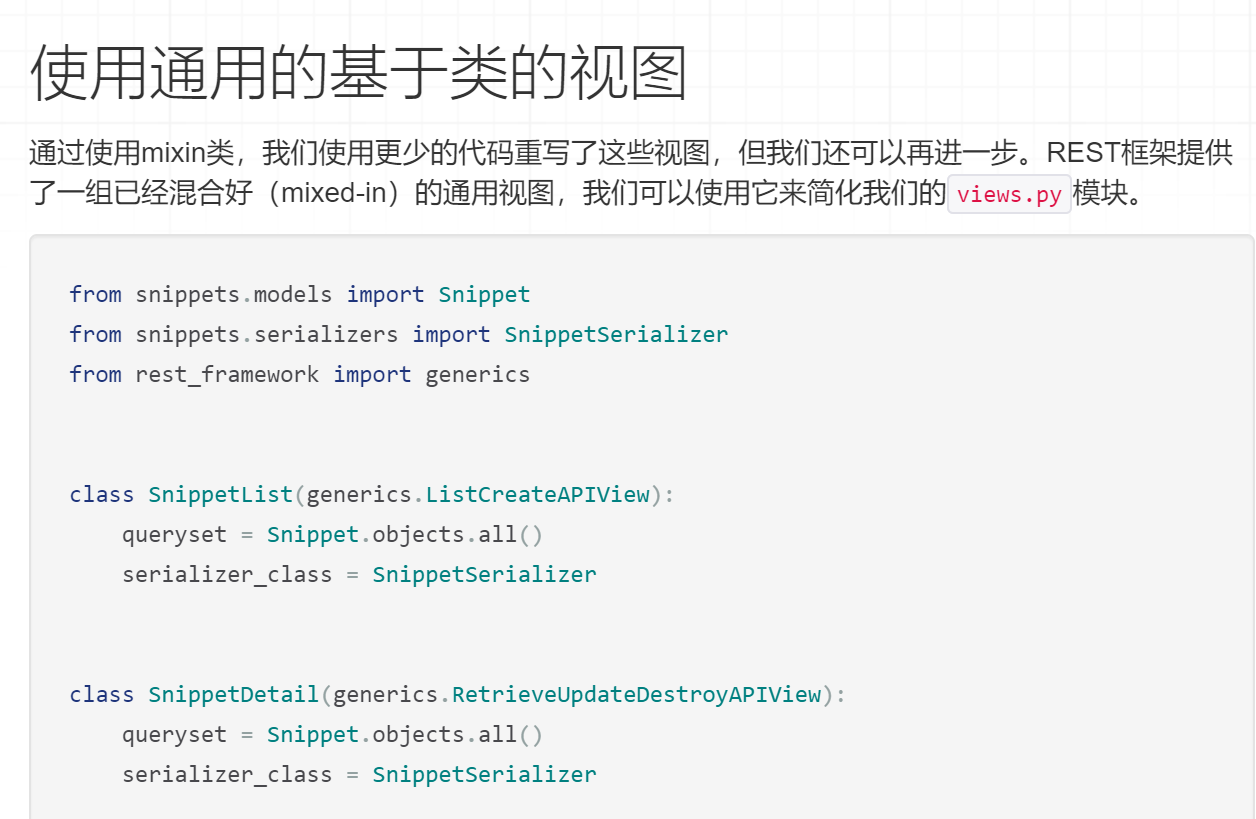 使用通用的基于类的视图
通过使用mixin类，我们使用更少的代码重写了这些视图，但我们还可以再进一步。REST框架提供
了一组已经混合好（mixed-in）的通用视图，我们可以使用它来简化我们的views.py模块。
from snippets.models import Snippet
from snippets.serializers import SnippetSerializer
from rest_framework import generics
class SnippetList(generics.ListCreateAPIView):
    queryset = Snippet.objects.all()
    serializer_class = SnippetSerializer
class SnippetDetail(generics.RetrieveUpdateDestroyAPIView):
    queryset = Snippet.objects.all()
    serializer_class = SnippetSerializer